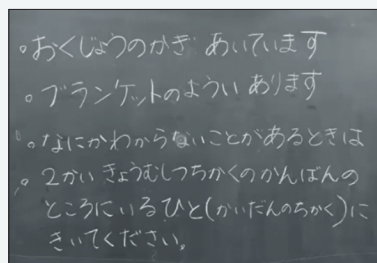 。おくじょうのかぎ あいています
。ブランケットのようい あります
。なにかわからないことがあるときは
。2かい きょうむしつちかくのかんばんの
ところにいるひと(かいだんのちかく)に
きいてください。